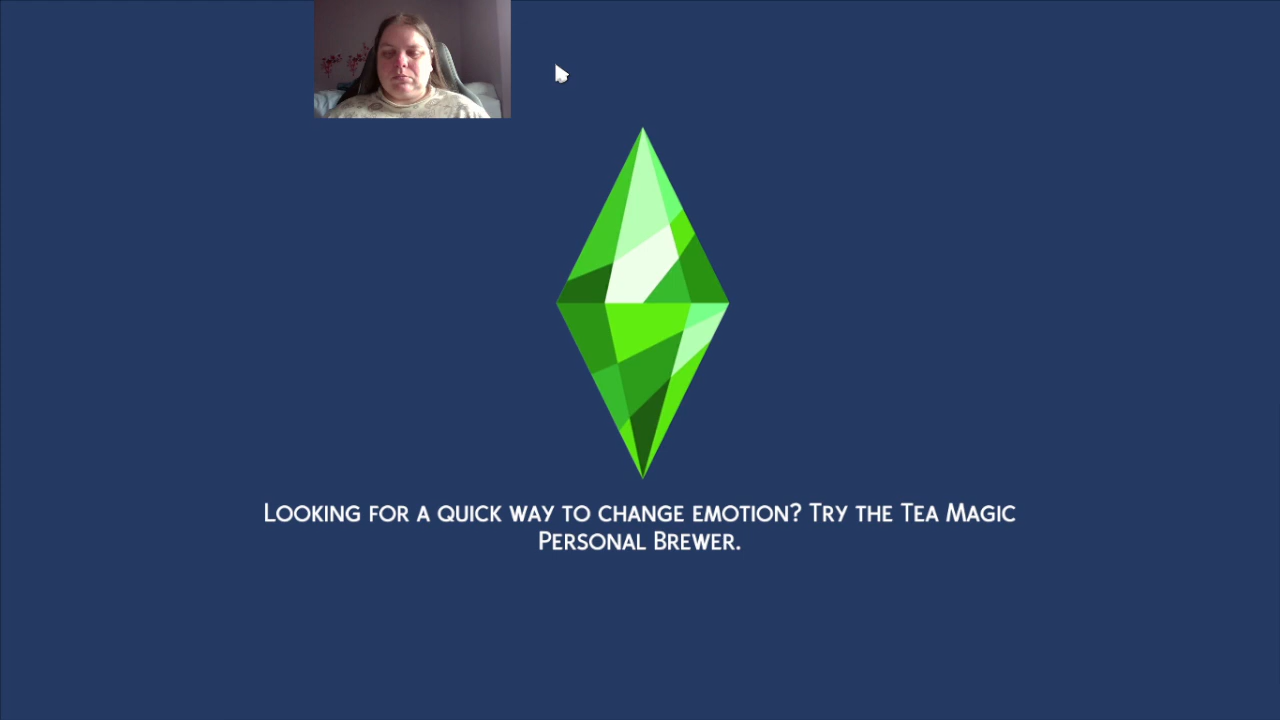 Looking for a quick way to change emotion? Try the Tea Magic
Personal Brewer.